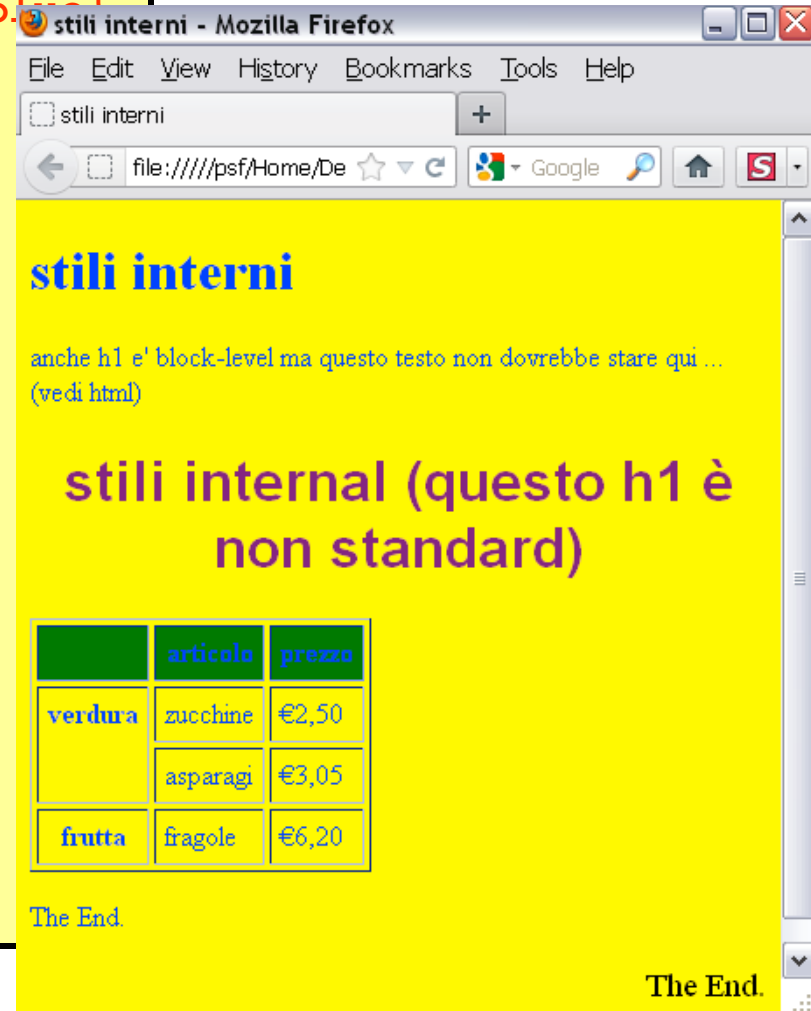 stili interni - Mozilla Firefox
File Edit View History Bookmarks Tools Help
stili interni
file://///psf/Home/De
Google
stili interni
anche h1 e' block-level ma questo testo non dovrebbe stare qui ...
(vedi html)
stili internal (questo h1 è
non standard)
articolo prezzo
verdura zucchine €2,50
asparagi €3,05
frutta fragole €6,20
The End.
The End.